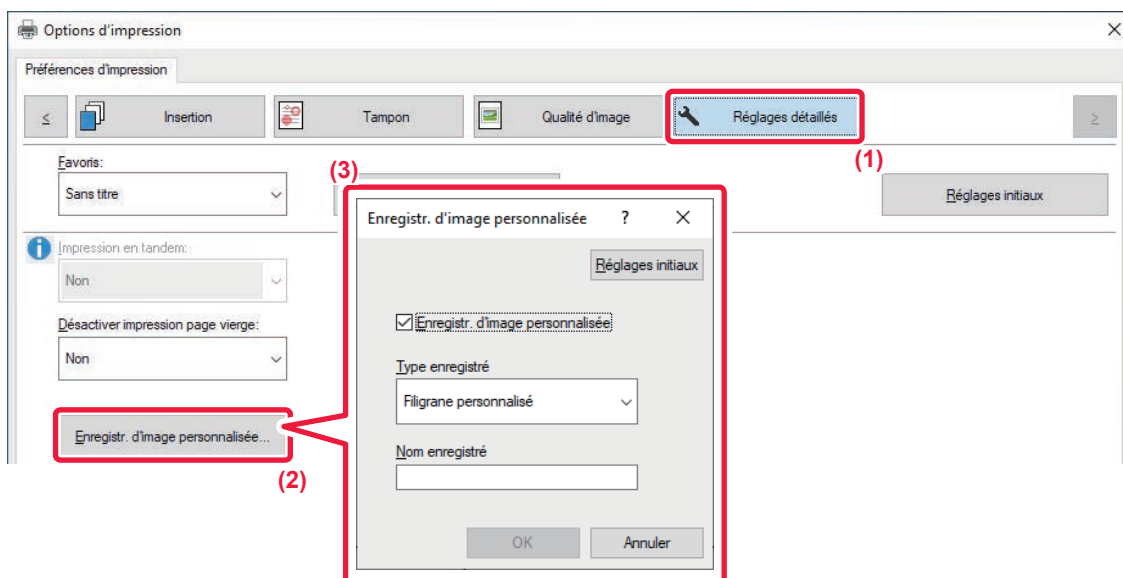 Options d'impression
Préférences d'impression
<
Insertion
Tampon
Qualité d'image
Réglages détaillés
>
(1)
Favoris:
Sans titre
(3)
Réglages initiaux
Impression en tandem:
Non
Désactiver impression page vierge:
Non
Enregistr. d'image personnalisée...
(2)
Enregistr. d'image personnalisée
?
Réglages initiaux
Enregistr. d'image personnalisée
Type enregistré
Filigrane personnalisé
Nom enregistré
OK
Annuler